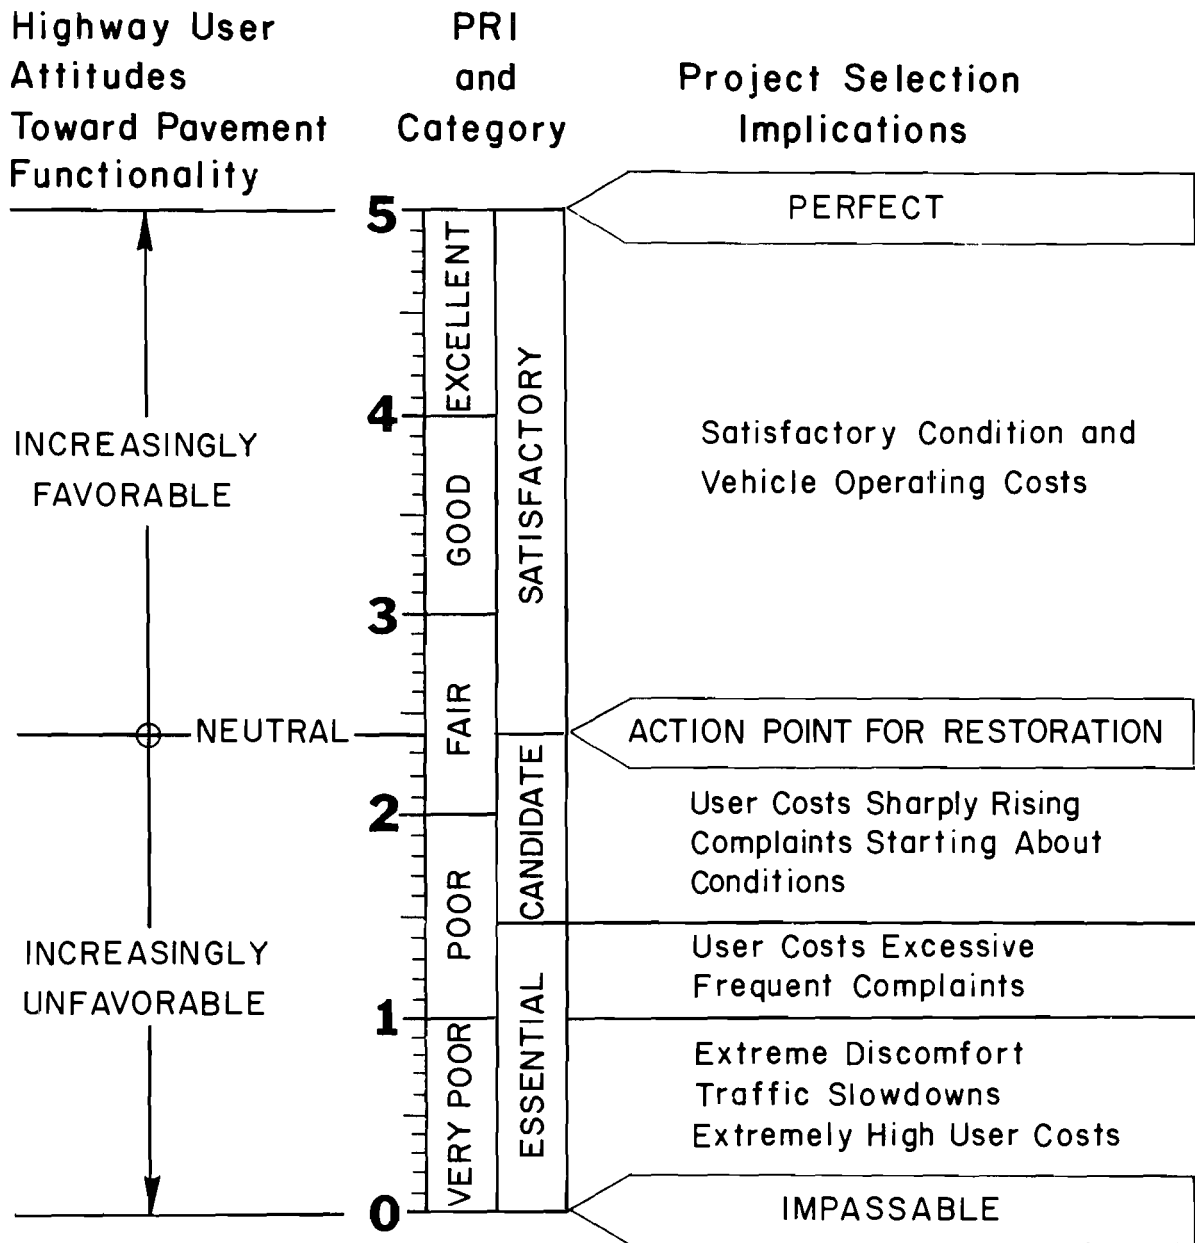 Highway User
Attitudes
Toward Pavement
Functionality
PRI
and
Category
Project Selection
Implications
5
4
3
2
1
0
INCREASINGLY
FAVORABLE
NEUTRAL
INCREASINGLY
UNFAVORABLE
EXCELLENT
GOOD
FAIR
POOR
VERY POOR
SATISFACTORY
CANDIDATE
ESSENTIAL
PERFECT
Satisfactory Condition and
Vehicle Operating Costs
ACTION POINT FOR RESTORATION
User Costs Sharply Rising
Complaints Starting About
Conditions
User Costs Excessive
Frequent Complaints
Extreme Discomfort
Traffic Slowdowns
Extremely High User Costs
IMPASSABLE